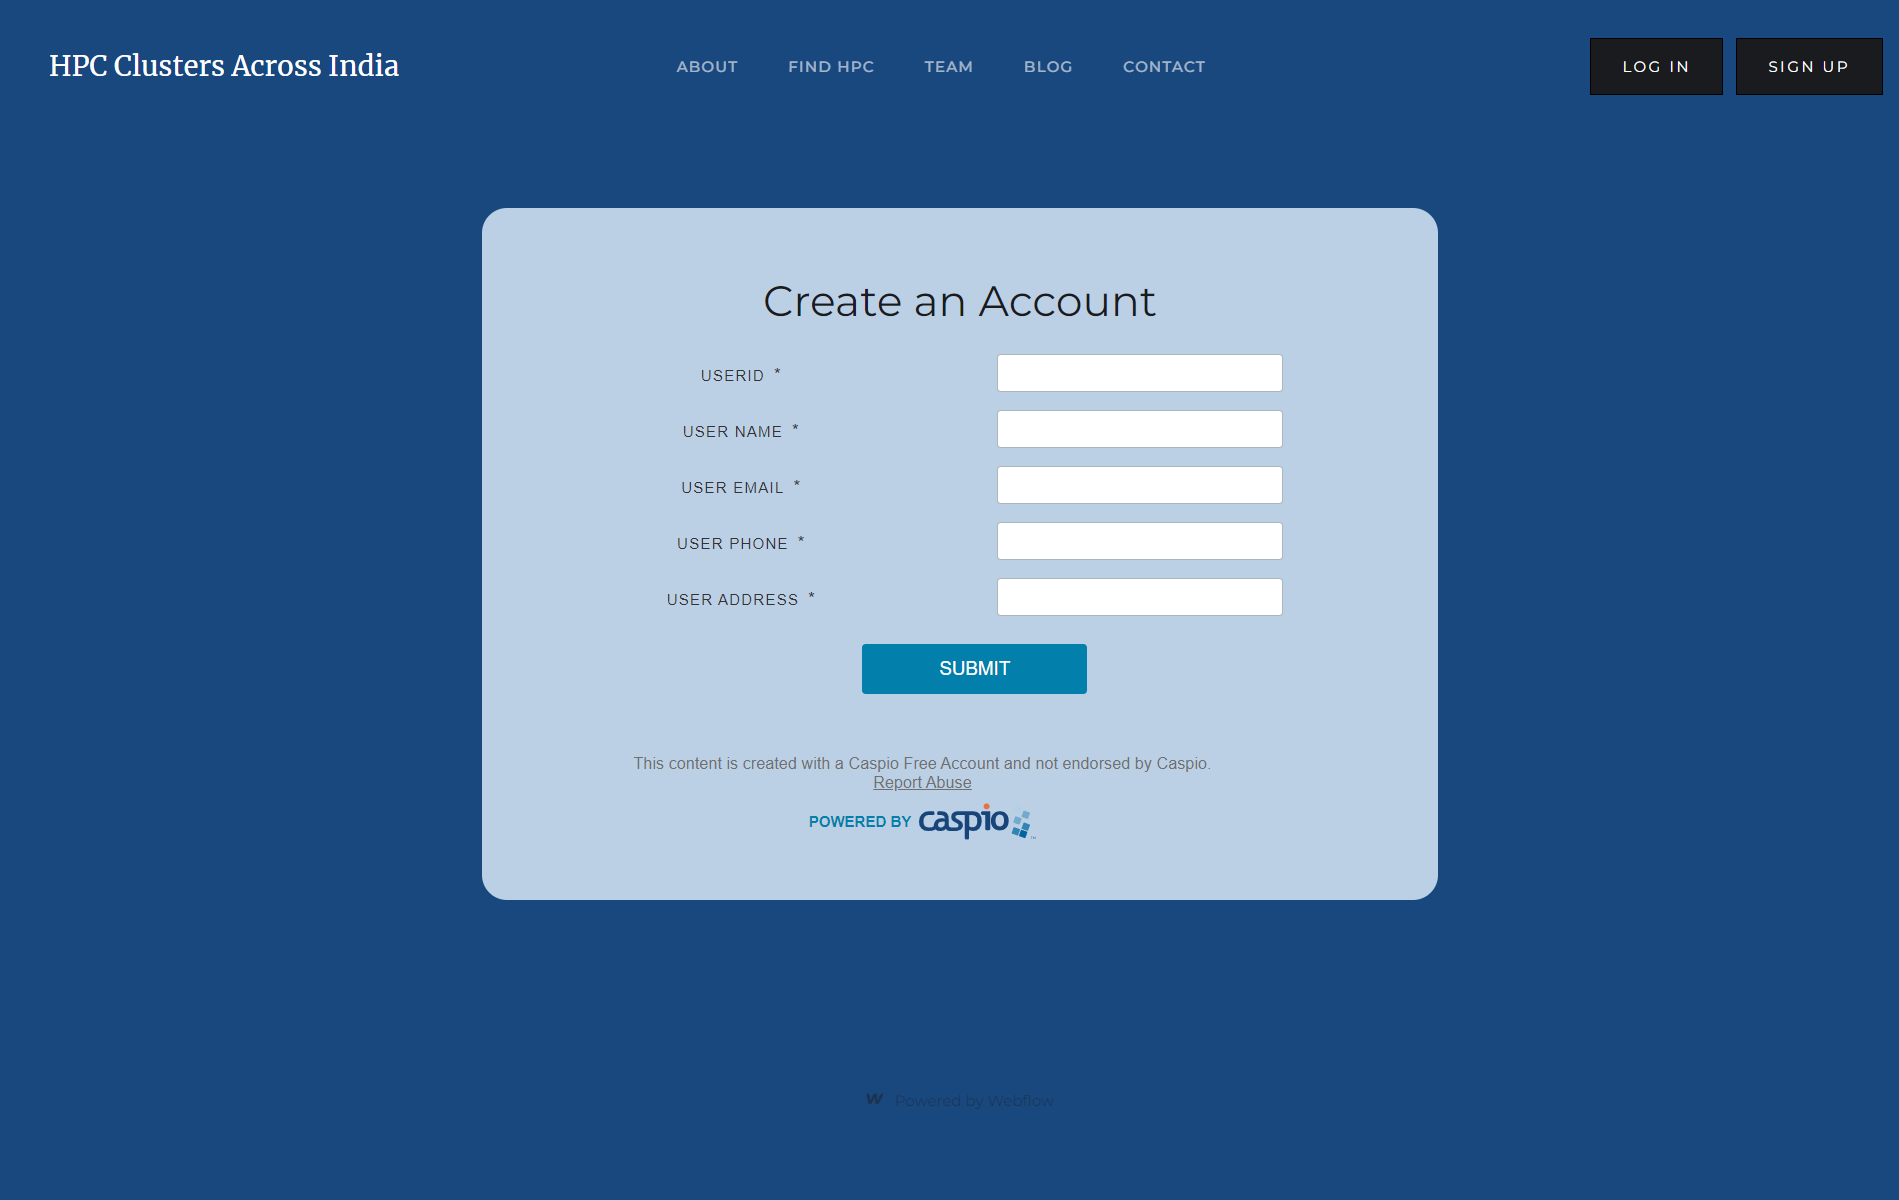 HPC Clusters Across India
ABOUT FIND HPC TEAM BLOG CONTACT
LOG IN SIGN UP
Create an Account
USERID *
USER NAME *
USER EMAIL *
USER PHONE *
USER ADDRESS *
SUBMIT
This content is created with a Caspio Free Account and not endorsed by Caspio.
Report Abuse
POWERED BY caspio™
W Powered by Webflow